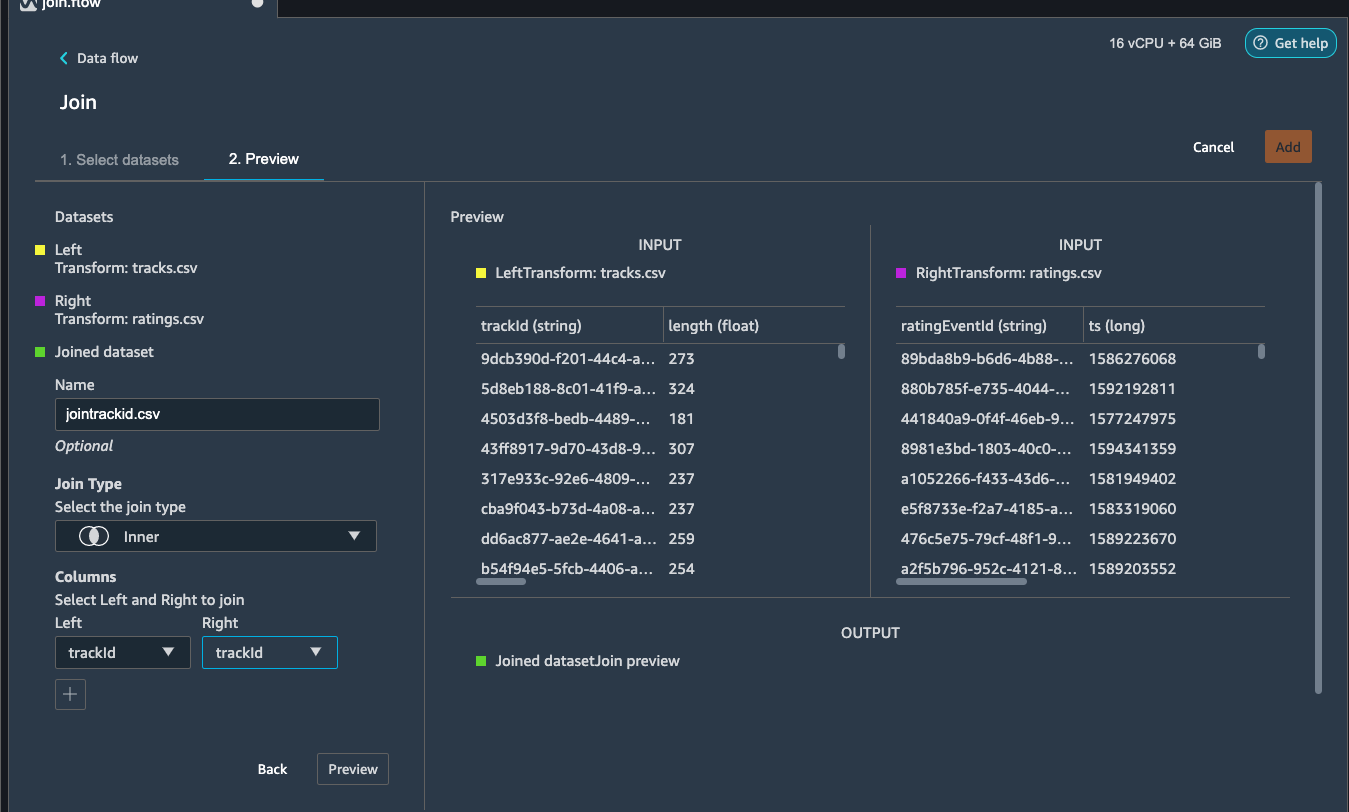 join.flow
16 vCPU + 64 GiB
Get help
Data flow
Join
1. Select datasets
2. Preview
Cancel
Add
Datasets
Left
Transform: tracks.csv
Right
Transform: ratings.csv
Joined dataset
Name
jointrackid.csv
Optional
Join Type
Select the join type
Inner
Columns
Select Left and Right to join
Left
Right
trackId
trackId
Back
Preview
Preview
INPUT
LeftTransform: tracks.csv
trackId (string) length (float)
9dcb390d-f201-44c4-a... 273
5d8eb188-8c01-41f9-a... 324
4503d3f8-bedb-4489-... 181
43ff8917-9d70-43d8-9... 307
317e933c-92e6-4809-... 237
cba9f043-b73d-4a08-a... 237
dd6ac877-ae2e-4641-a... 259
b54f94e5-5fcb-4406-a... 254
INPUT
RightTransform: ratings.csv
ratingEventId (string) ts (long)
89bda8b9-b6d6-4b88-... 1586276068
880b785f-e735-4044-... 1592192811
441840a9-0f4f-46eb-9... 1577247975
8981e3bd-1803-40c0-... 1594341359
a1052266-f433-43d6-... 1581949402
e5f8733e-f2a7-4185-a... 1583319060
476c5e75-79cf-48f1-9... 1589223670
a2f5b796-952c-4121-8... 1589203552
OUTPUT
Joined datasetJoin preview